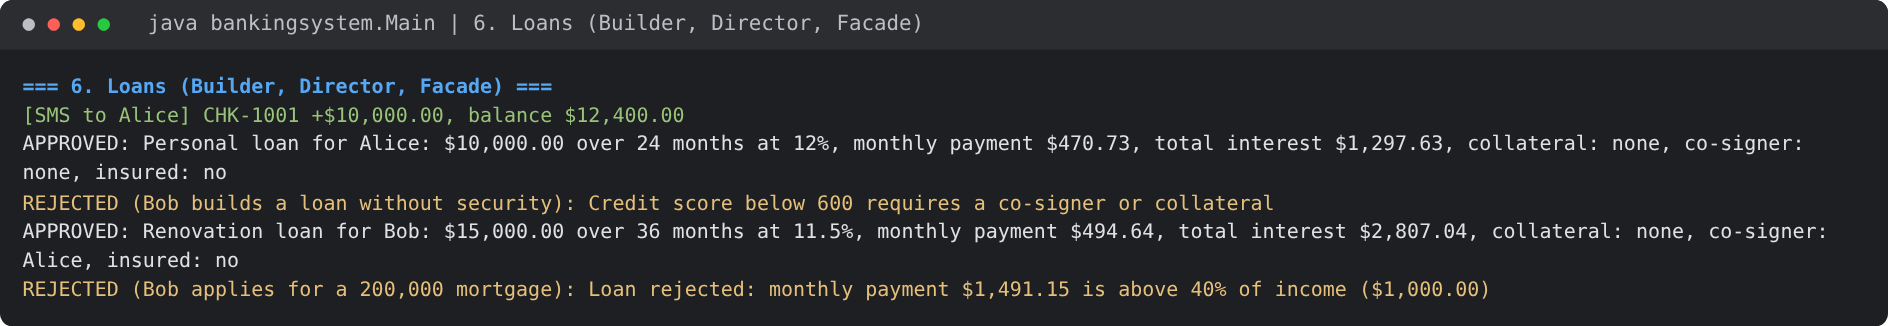 java bankingsystem.Main | 6. Loans (Builder, Director, Facade)
=== 6. Loans (Builder, Director, Facade) ===
[SMS to Alice] CHK-1001 +$10,000.00, balance $12,400.00
APPROVED: Personal loan for Alice: $10,000.00 over 24 months at 12%, monthly payment $470.73, total interest $1,297.63, collateral: none, co-signer:
none, insured: no
REJECTED (Bob builds a loan without security): Credit score below 600 requires a co-signer or collateral
APPROVED: Renovation loan for Bob: $15,000.00 over 36 months at 11.5%, monthly payment $494.64, total interest $2,807.04, collateral: none, co-signer:
Alice, insured: no
REJECTED (Bob applies for a 200,000 mortgage): Loan rejected: monthly payment $1,491.15 is above 40% of income ($1,000.00)